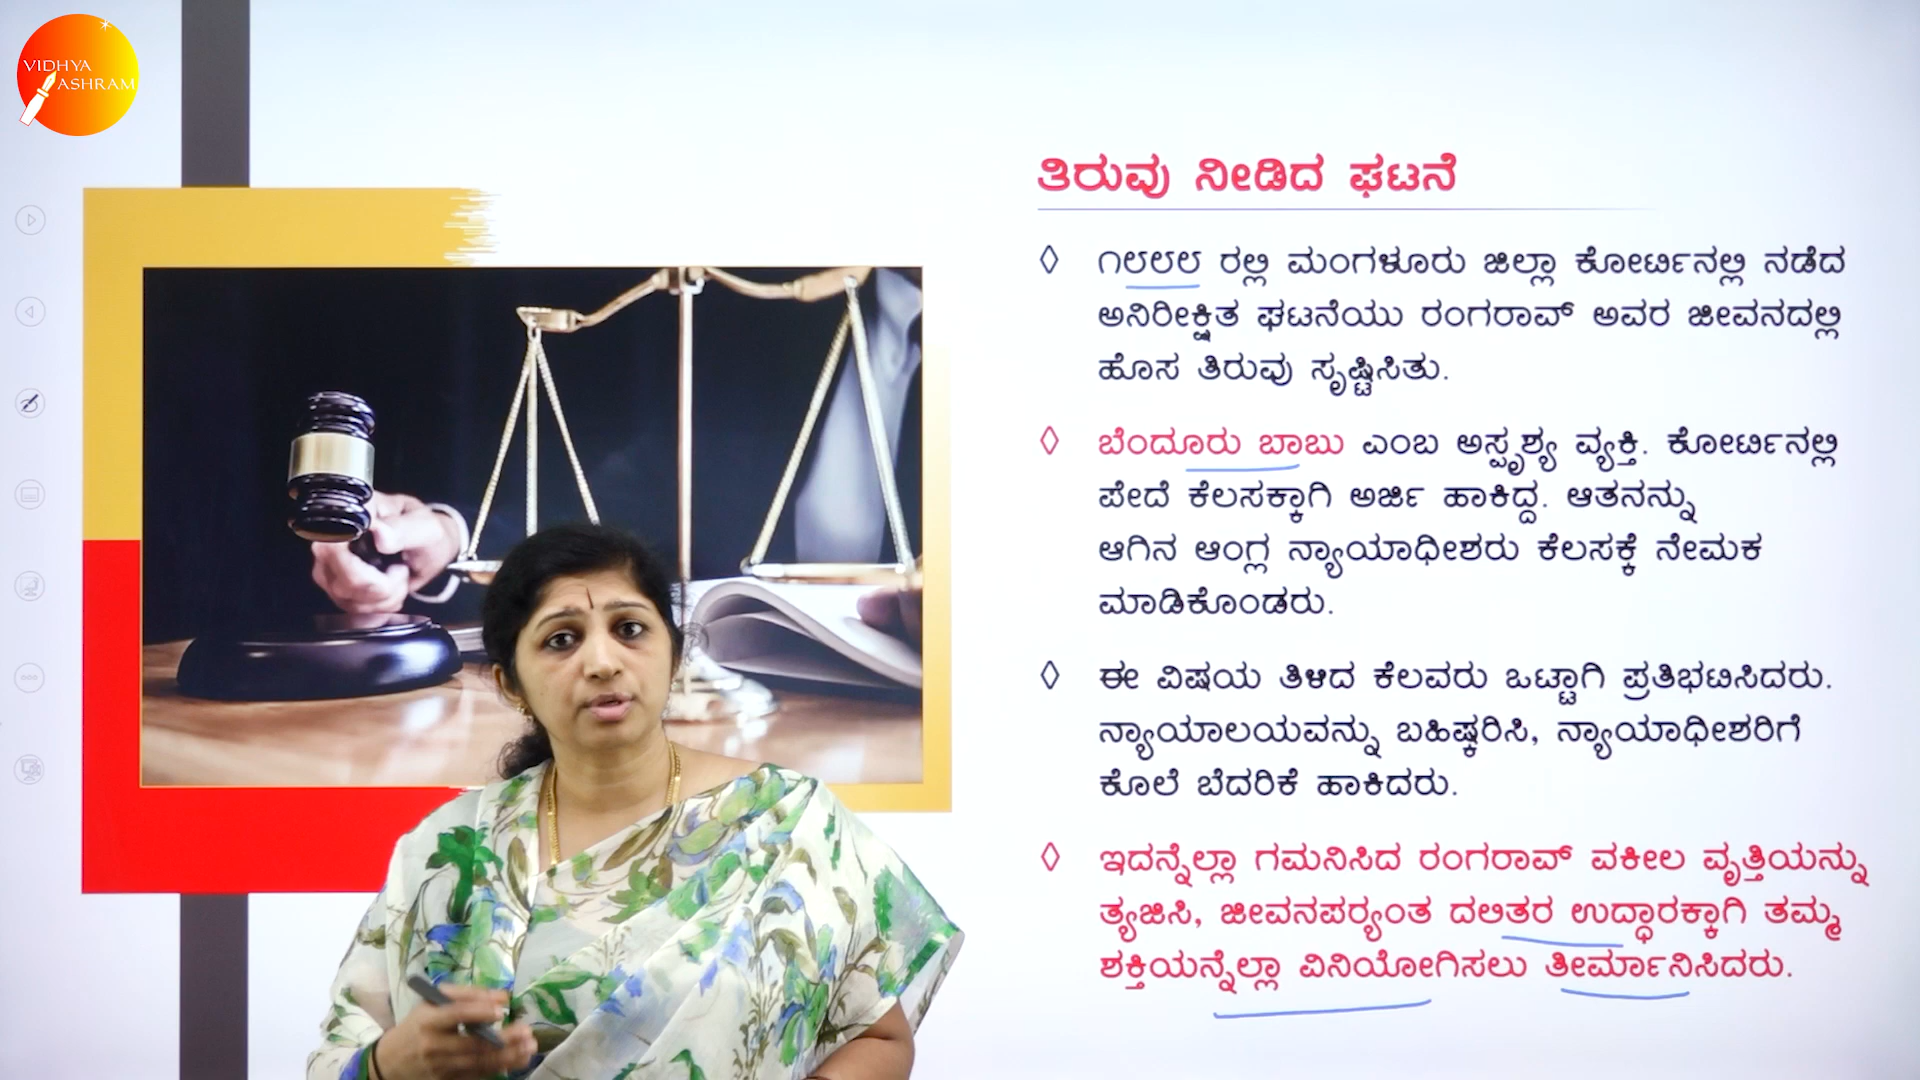 VIDHYA
ASHRAM
ತಿರುವು ನೀಡಿದ ಘಟನೆ
◊ ೧೮೮೮ ರಲ್ಲಿ ಮಂಗಳೂರು ಜಿಲ್ಲಾ ಕೋರ್ಟಿನಲ್ಲಿ ನಡೆದ
ಅನಿರೀಕ್ಷಿತ ಘಟನೆಯು ರಂಗರಾವ್ ಅವರ ಜೀವನದಲ್ಲಿ
ಹೊಸ ತಿರುವು ಸೃಷ್ಟಿಸಿತು.
◊ ಬೆಂದೂರು ಬಾಬು ಎಂಬ ಅಸ್ಪೃಶ್ಯ ವ್ಯಕ್ತಿ. ಕೋರ್ಟಿನಲ್ಲಿ
ಪೇದೆ ಕೆಲಸಕ್ಕಾಗಿ ಅರ್ಜಿ ಹಾಕಿದ್ದ. ಆತನನ್ನು
ಆಗಿನ ಆಂಗ್ಲ ನ್ಯಾಯಾಧೀಶರು ಕೆಲಸಕ್ಕೆ ನೇಮಕ
ಮಾಡಿಕೊಂಡರು.
◊ ಈ ವಿಷಯ ತಿಳಿದ ಕೆಲವರು ಒಟ್ಟಾಗಿ ಪ್ರತಿಭಟಿಸಿದರು.
ನ್ಯಾಯಾಲಯವನ್ನು ಬಹಿಷ್ಕರಿಸಿ, ನ್ಯಾಯಾಧೀಶರಿಗೆ
ಕೊಲೆ ಬೆದರಿಕೆ ಹಾಕಿದರು.
◊ ಇದನ್ನೆಲ್ಲಾ ಗಮನಿಸಿದ ರಂಗರಾವ್ ವಕೀಲ ವೃತ್ತಿಯನ್ನು
ತ್ಯಜಿಸಿ, ಜೀವನಪರ‍್ಯಂತ ದಲಿತರ ಉದ್ಧಾರಕ್ಕಾಗಿ ತಮ್ಮ
ಶಕ್ತಿಯನ್ನೆಲ್ಲಾ ವಿನಿಯೋಗಿಸಲು ತೀರ್ಮಾನಿಸಿದರು.